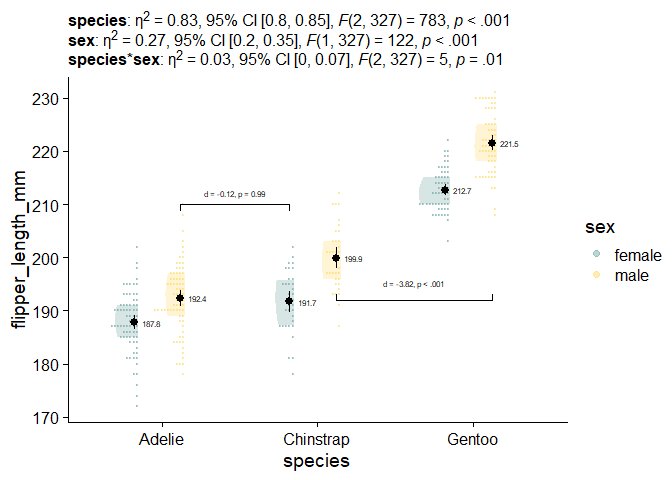 species: η² = 0.83, 95% CI [0.8, 0.85], F(2, 327) = 783, p < .001
sex: η² = 0.27, 95% CI [0.2, 0.35], F(1, 327) = 122, p < .001
species*sex: η² = 0.03, 95% CI [0, 0.07], F(2, 327) = 5, p = .01
flipper_length_mm
230
220
210
200
190
180
170
d = −0.12, p = 0.99
d = −3.82, p < .001
187.8
192.4
191.7
199.9
212.7
221.5
Adelie
Chinstrap
Gentoo
species
sex
female
male